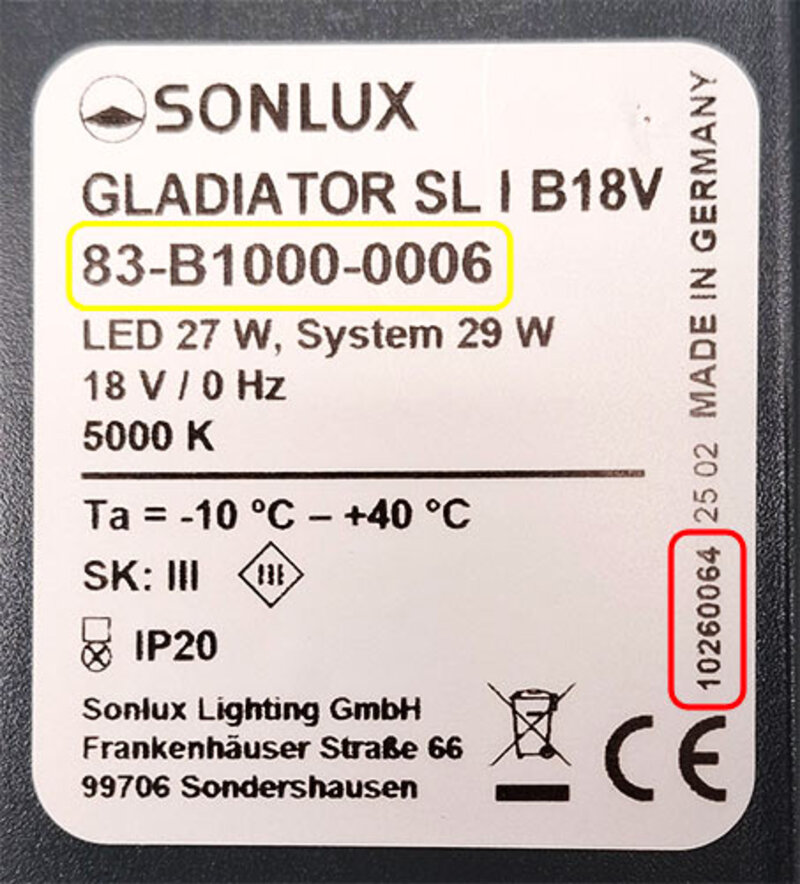 SONLUX
GLADIATOR SL I B18V
83-B1000-0006
LED 27 W, System 29 W
18 V / 0 Hz
5000 K
Ta = -10 °C – +40 °C
SK: III
IP20
Sonlux Lighting GmbH
Frankenhäuser Straße 66
99706 Sondershausen
CE
10260064 25 02 MADE IN GERMANY